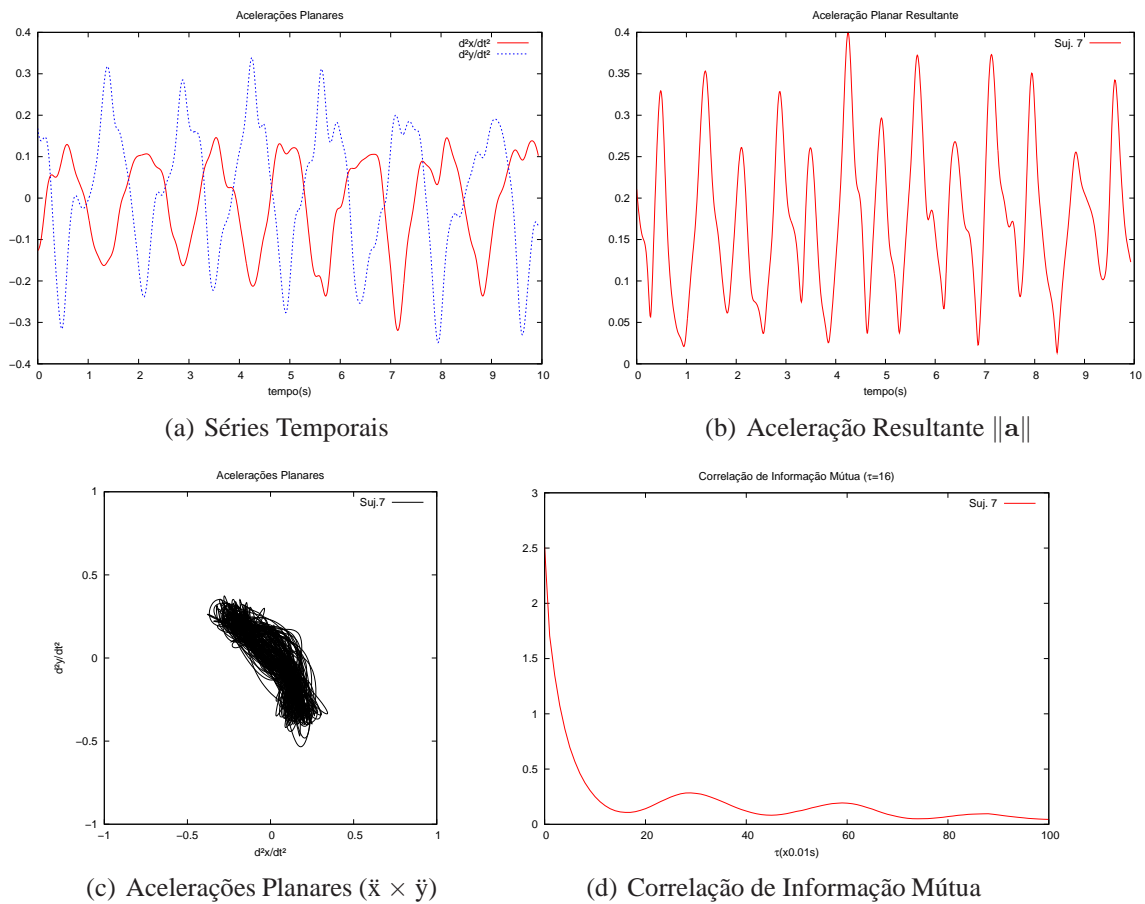 Acelerações Planares
d²x/dt²
d²y/dt²
0.4
0.3
0.2
0.1
0
−0.1
−0.2
−0.3
−0.4
0 1 2 3 4 5 6 7 8 9 10
tempo(s)
(a) Séries Temporais
Aceleração Planar Resultante
Suj. 7
0.4
0.35
0.3
0.25
0.2
0.15
0.1
0.05
0
0 1 2 3 4 5 6 7 8 9 10
tempo(s)
(b) Aceleração Resultante ‖a‖
Acelerações Planares
Suj.7
d²y/dt²
1
0.5
0
−0.5
−1
−1 −0.5 0 0.5 1
d²x/dt²
(c) Acelerações Planares (ẍ × ÿ)
Correlação de Informação Mútua (τ=16)
Suj. 7
3
2.5
2
1.5
1
0.5
0
0 20 40 60 80 100
τ(x0.01s)
(d) Correlação de Informação Mútua